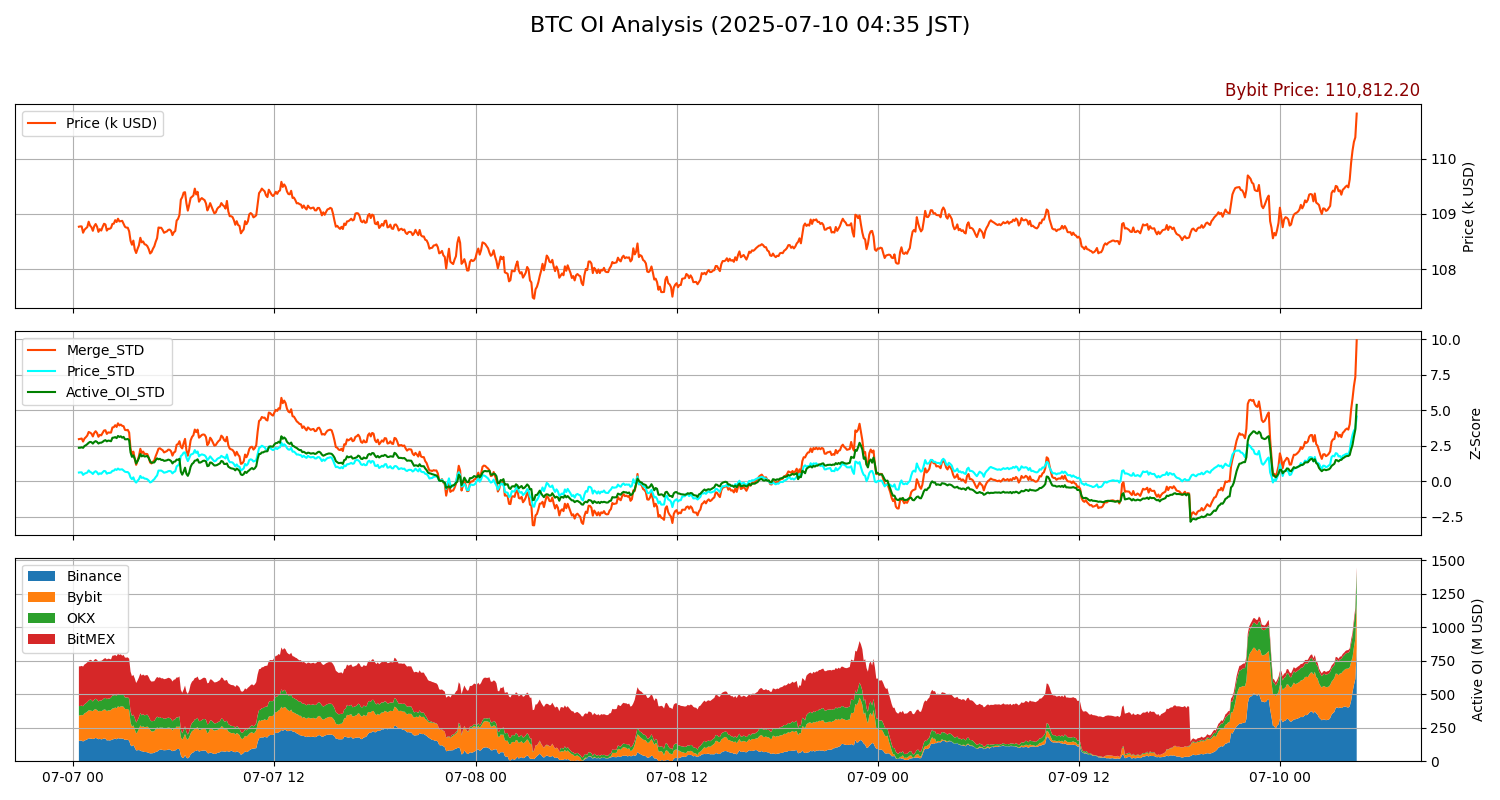 BTC OI Analysis (2025-07-10 04:35 JST)
Bybit Price: 110,812.20
Price (k USD)
110
109
108
Price (k USD)
Merge_STD
Price_STD
Active_OI_STD
10.0
7.5
5.0
2.5
0.0
−2.5
Z-Score
Binance
Bybit
OKX
BitMEX
1500
1250
1000
750
500
250
0
Active OI (M USD)
07-07 00
07-07 12
07-08 00
07-08 12
07-09 00
07-09 12
07-10 00